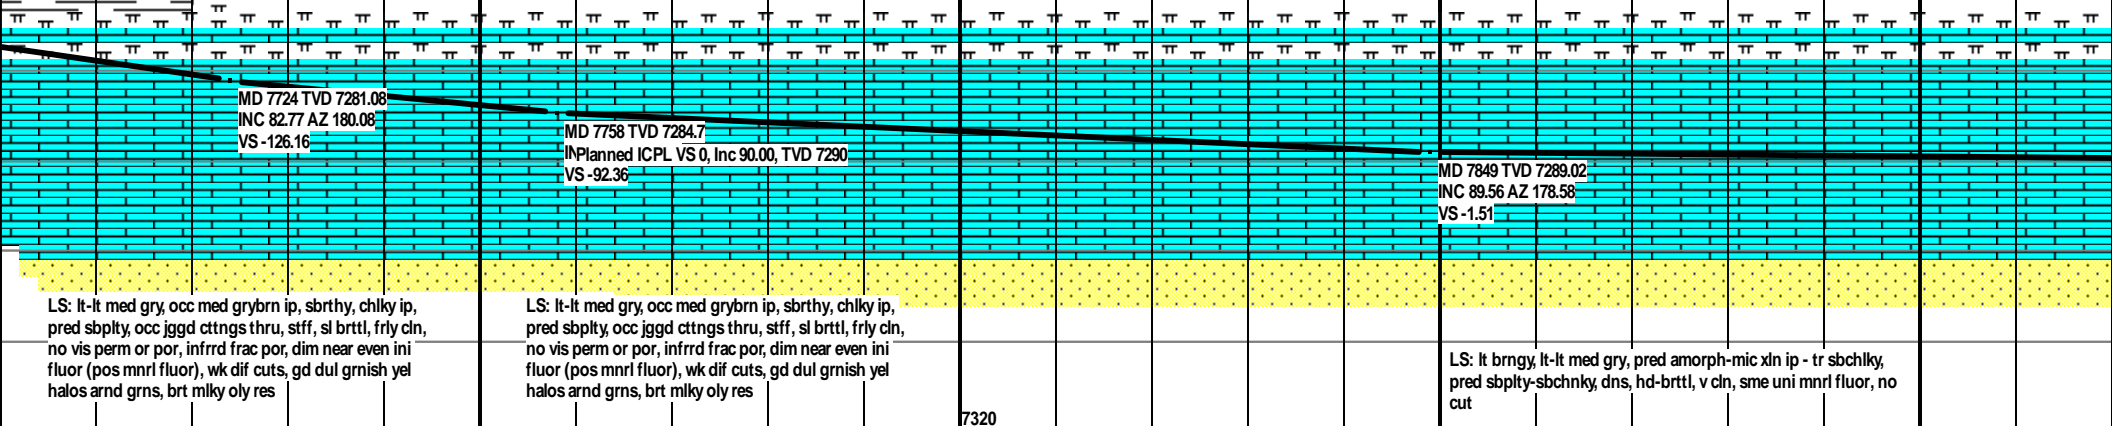 MD 7724 TVD 7281.08
INC 82.77 AZ 180.08
VS -126.16
MD 7758 TVD 7284.7
Planned ICPL VS 0, Inc 90.00, TVD 7290
VS -92.36
MD 7849 TVD 7289.02
INC 89.56 AZ 178.58
VS -1.51
LS: lt-lt med gry, occ med grybrn ip, sbrthy, chlky ip,
pred sbplty, occ jggd cttngs thru, stff, sl brttl, frly cln,
no vis perm or por, infrrd frac por, dim near even ini
fluor (pos mnrl fluor), wk dif cuts, gd dul grnish yel
halos arnd grns, brt mlky oly res
LS: lt-lt med gry, occ med grybrn ip, sbrthy, chlky ip,
pred sbplty, occ jggd cttngs thru, stff, sl brttl, frly cln,
no vis perm or por, infrrd frac por, dim near even ini
fluor (pos mnrl fluor), wk dif cuts, gd dul grnish yel
halos arnd grns, brt mlky oly res
LS: lt brngy, lt-lt med gry, pred amorph-mic xln ip - tr sbchlky,
pred sbplty-sbchnky, dns, hd-brttl, v cln, sme uni mnrl fluor, no
cut
7320